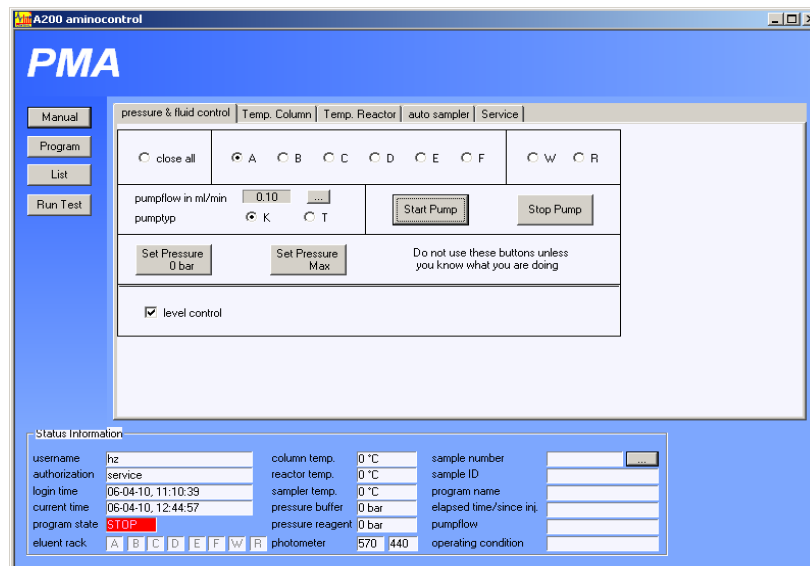 A200 aminocontrol
PMA
Manual
Program
List
Run Test
pressure & fluid control Temp. Column Temp. Reactor auto sampler Service
close all A B C D E F W R
pumpflow in ml/min 0.10 ...
pumptyp K T
Start Pump Stop Pump
Set Pressure
0 bar
Set Pressure
Max
Do not use these buttons unless
you know what you are doing
level control
Status Information
username hz column temp. 0 °C sample number ...
authorization service reactor temp. 0 °C sample ID
login time 06-04-10, 11:10:39 sampler temp. 0 °C program name
current time 06-04-10, 12:44:57 pressure buffer 0 bar elapsed time/since inj.
program state STOP pressure reagent 0 bar pumpflow
eluent rack A B C D E F W R photometer 570 440 operating condition